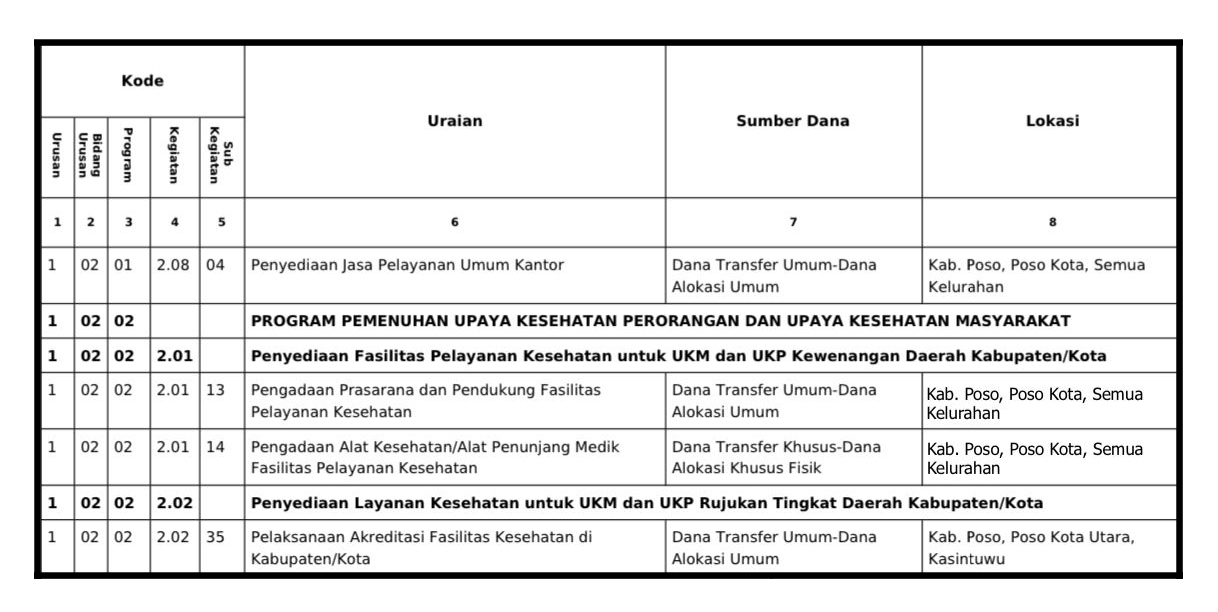 Kode
Uraian
Sumber Dana
Lokasi
Urusan
Bidang
Urusan
Program
Kegiatan
Sub
Kegiatan
1 2 3 4 5 6 7 8
1 02 01 2.08 04 Penyediaan Jasa Pelayanan Umum Kantor Dana Transfer Umum-Dana Kab. Poso, Poso Kota, Semua
Alokasi Umum Kelurahan
1 02 02 PROGRAM PEMENUHAN UPAYA KESEHATAN PERORANGAN DAN UPAYA KESEHATAN MASYARAKAT
1 02 02 2.01 Penyediaan Fasilitas Pelayanan Kesehatan untuk UKM dan UKP Kewenangan Daerah Kabupaten/Kota
1 02 02 2.01 13 Pengadaan Prasarana dan Pendukung Fasilitas Dana Transfer Umum-Dana Kab. Poso, Poso Kota, Semua
Pelayanan Kesehatan Alokasi Umum Kelurahan
1 02 02 2.01 14 Pengadaan Alat Kesehatan/Alat Penunjang Medik Dana Transfer Khusus-Dana Kab. Poso, Poso Kota, Semua
Fasilitas Pelayanan Kesehatan Alokasi Khusus Fisik Kelurahan
1 02 02 2.02 Penyediaan Layanan Kesehatan untuk UKM dan UKP Rujukan Tingkat Daerah Kabupaten/Kota
1 02 02 2.02 35 Pelaksanaan Akreditasi Fasilitas Kesehatan di Dana Transfer Umum-Dana Kab. Poso, Poso Kota Utara,
Kabupaten/Kota Alokasi Umum Kasintuwu